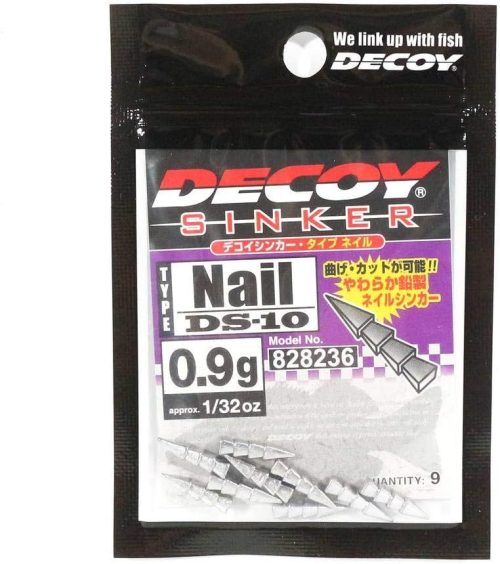 We link up with fish
DECOY®
DECOY®
SINKER
デコイシンカー・タイプ ネイル
TYPE
Nail
DS-10
曲げ・カットが可能!!
やわらか鉛製
ネイルシンカー
Model No.
828236
0.9g
approx. 1/32oz
DECOY
QUANTITY: 9